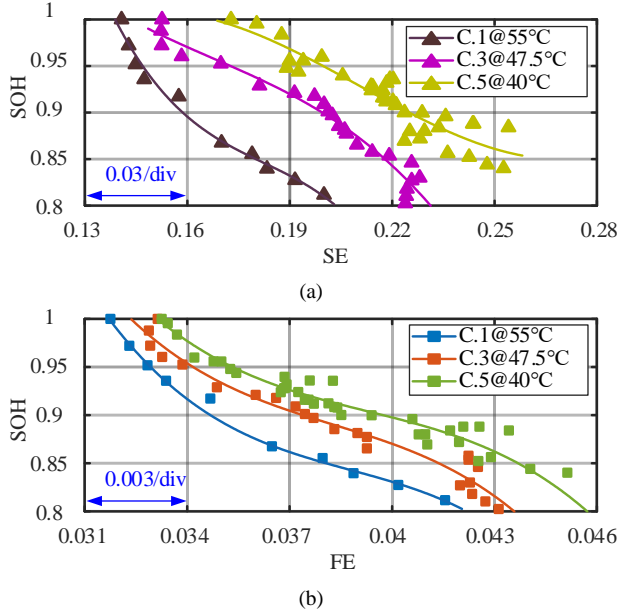 (a)
1
0.95
0.9
0.85
0.8
SOH
C.1@55°C
C.3@47.5°C
C.5@40°C
0.03/div
0.13
0.16
0.19
0.22
0.25
0.28
SE
(a)
1
0.95
0.9
0.85
0.8
SOH
C.1@55°C
C.3@47.5°C
C.5@40°C
0.003/div
0.031
0.034
0.037
0.04
0.043
0.046
FE
(b)